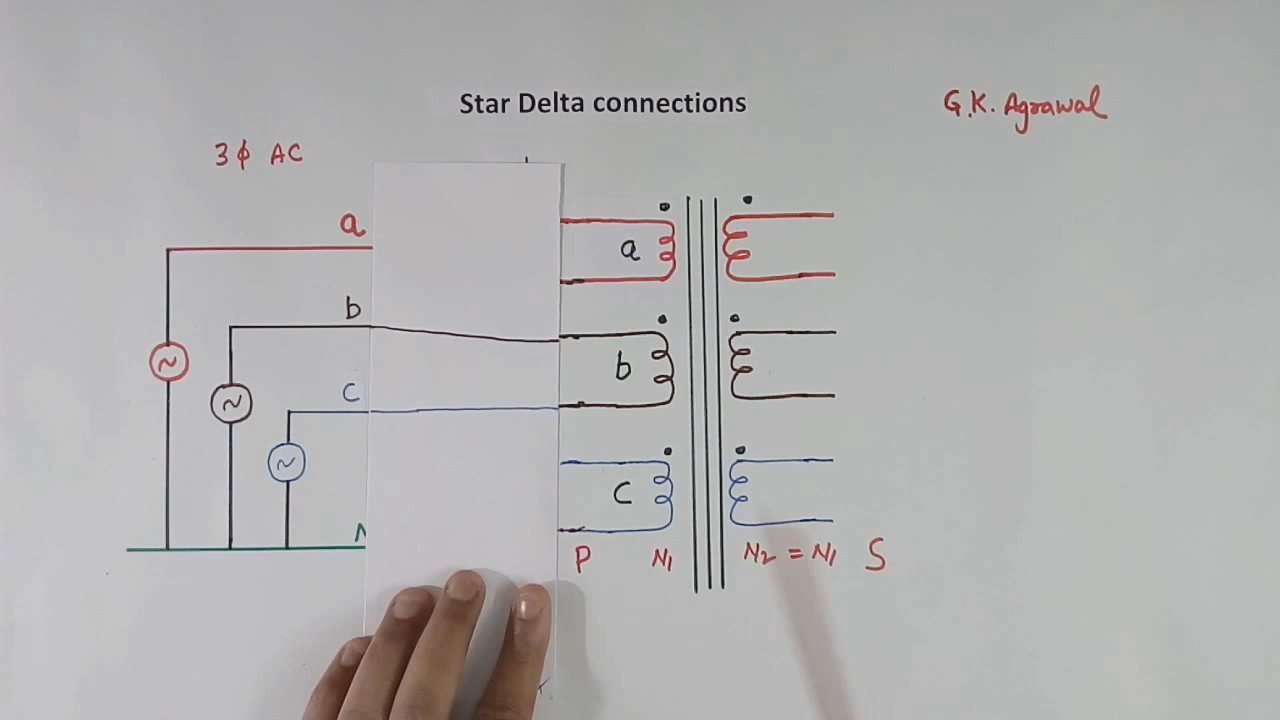 Star Delta connections
G.K. Agrawal
3ϕ AC
a
b
c
a
b
c
P N1 N2 = N1 S